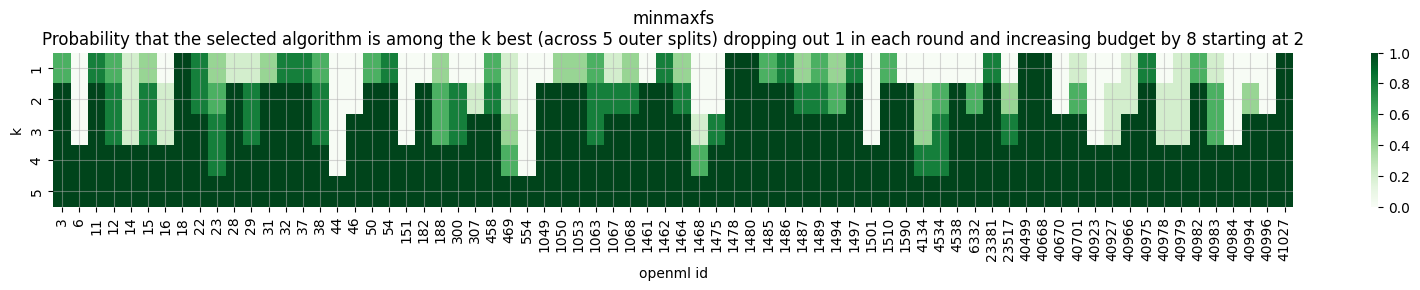 minmaxfs
Probability that the selected algorithm is among the k best (across 5 outer splits) dropping out 1 in each round and increasing budget by 8 starting at 2
k
1
2
3
4
5
3 6 11 12 14 15 16 18 22 23 28 29 31 32 37 38 44 46 50 54 151 182 188 300 307 458 469 554 1049 1050 1053 1063 1067 1068 1461 1462 1464 1468 1475 1478 1480 1485 1486 1487 1489 1494 1497 1501 1510 1590 4134 4534 4538 6332 23381 23517 40499 40668 40670 40701 40923 40927 40966 40975 40978 40979 40982 40983 40984 40994 40996 41027
openml id
1.0
0.8
0.6
0.4
0.2
0.0